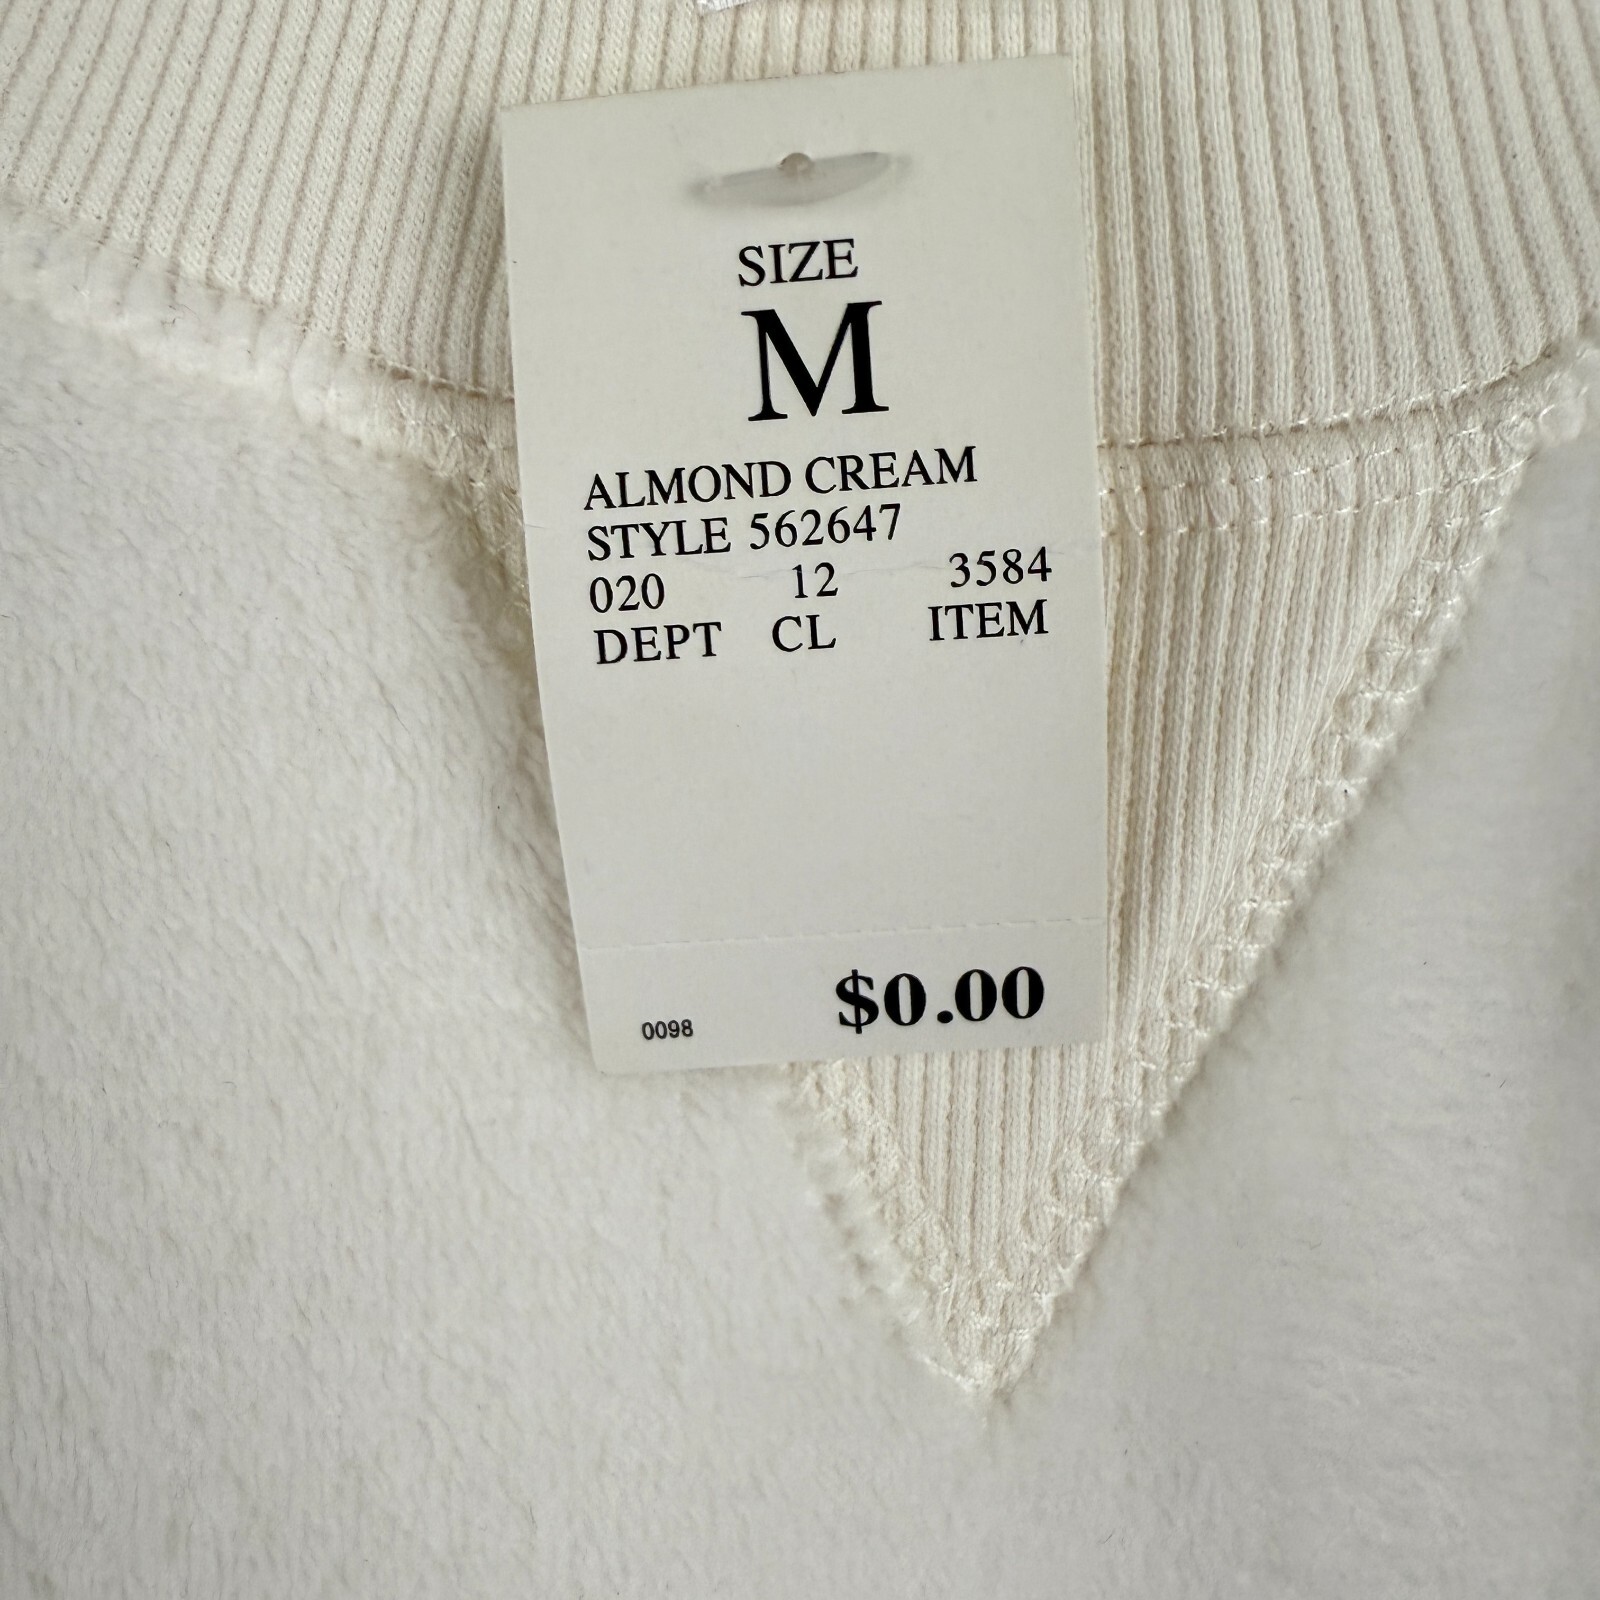 SIZE
M
ALMOND CREAM
STYLE 562647
020 12 3584
DEPT CL ITEM
0098 $0.00